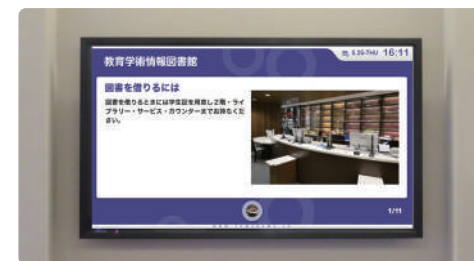 5.26-THU 16:11
教育学術情報図書館
図書を借りるには
図書を借りるときには学生証を用意し2階・ライ
ブラリー・サービス・カウンターまでお持ちくだ
さい。
1/11